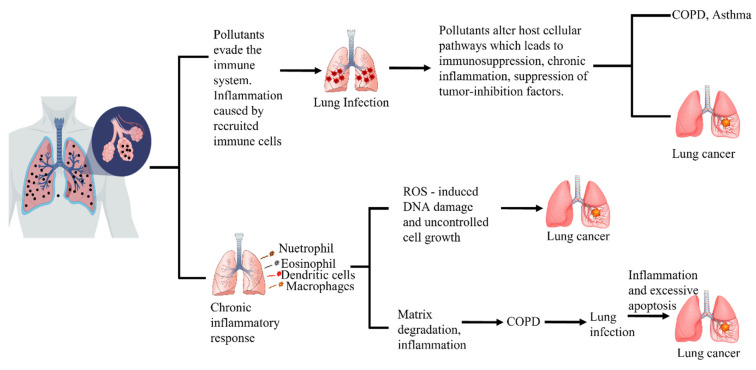 Pollutants
evade the
immune
system.
Inflammation
caused by
recruited
immune cells
Lung Infection
Pollutants alter host cellular
pathways which leads to
immunosuppression, chronic
inflammation, suppression of
tumor-inhibition factors.
COPD, Asthma
Lung cancer
Nuetrophil
Eosinophil
Dendritic cells
Macrophages
Chronic
inflammatory
response
ROS - induced
DNA damage
and uncontrolled
cell growth
Lung cancer
Matrix
degradation,
inflammation
COPD
Lung
infection
Inflammation
and excessive
apoptosis
Lung cancer